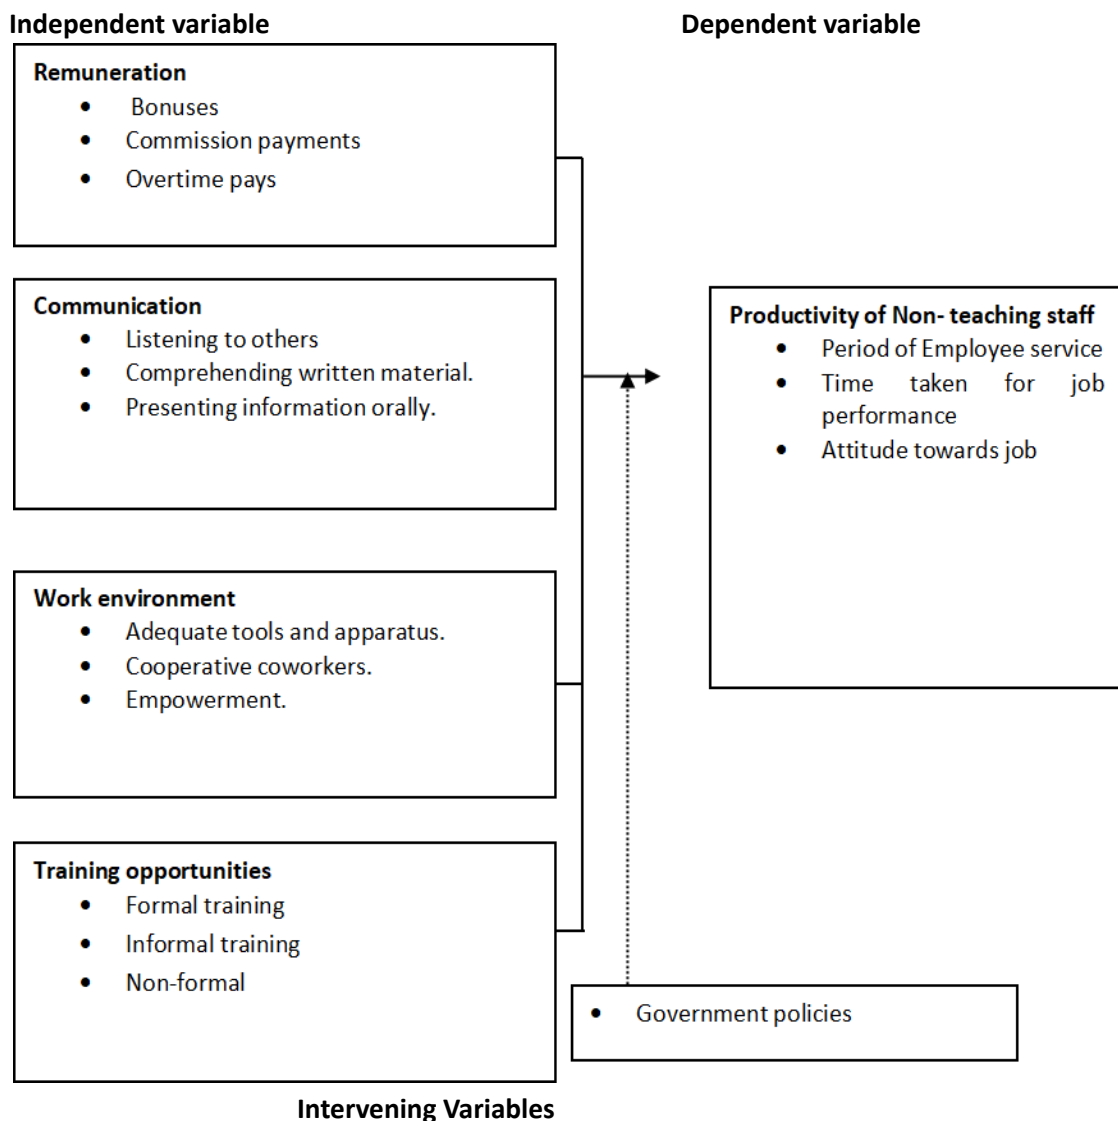 Independent variable
Dependent variable
Remuneration
• Bonuses
• Commission payments
• Overtime pays
Communication
• Listening to others
• Comprehending written material.
• Presenting information orally.
Productivity of Non- teaching staff
• Period of Employee service
• Time taken for job
performance
• Attitude towards job
Work environment
• Adequate tools and apparatus.
• Cooperative coworkers.
• Empowerment.
Training opportunities
• Formal training
• Informal training
• Non-formal
• Government policies
Intervening Variables